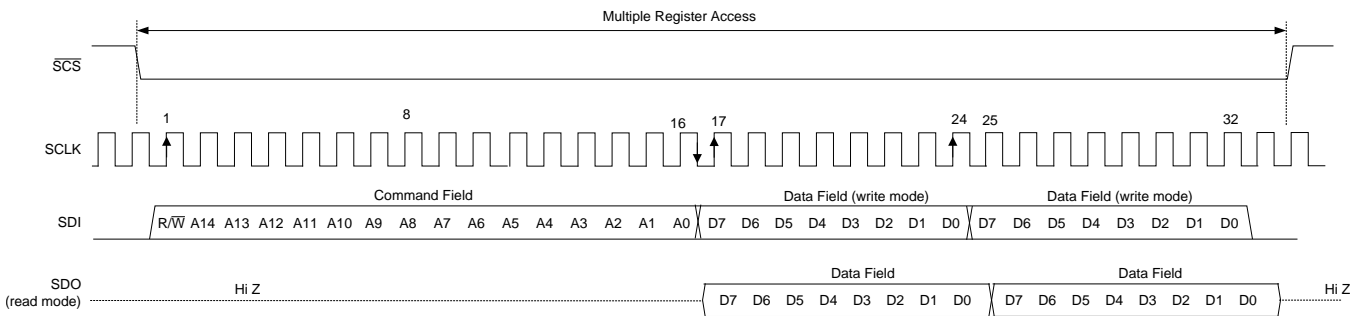 Multiple Register Access
SCS
1 8 16 17 24 25 32
SCLK
Command Field Data Field (write mode) Data Field (write mode)
SDI R/W A14 A13 A12 A11 A10 A9 A8 A7 A6 A5 A4 A3 A2 A1 A0 D7 D6 D5 D4 D3 D2 D1 D0 D7 D6 D5 D4 D3 D2 D1 D0
SDO Data Field Data Field
(read mode) Hi Z D7 D6 D5 D4 D3 D2 D1 D0 D7 D6 D5 D4 D3 D2 D1 D0 Hi Z